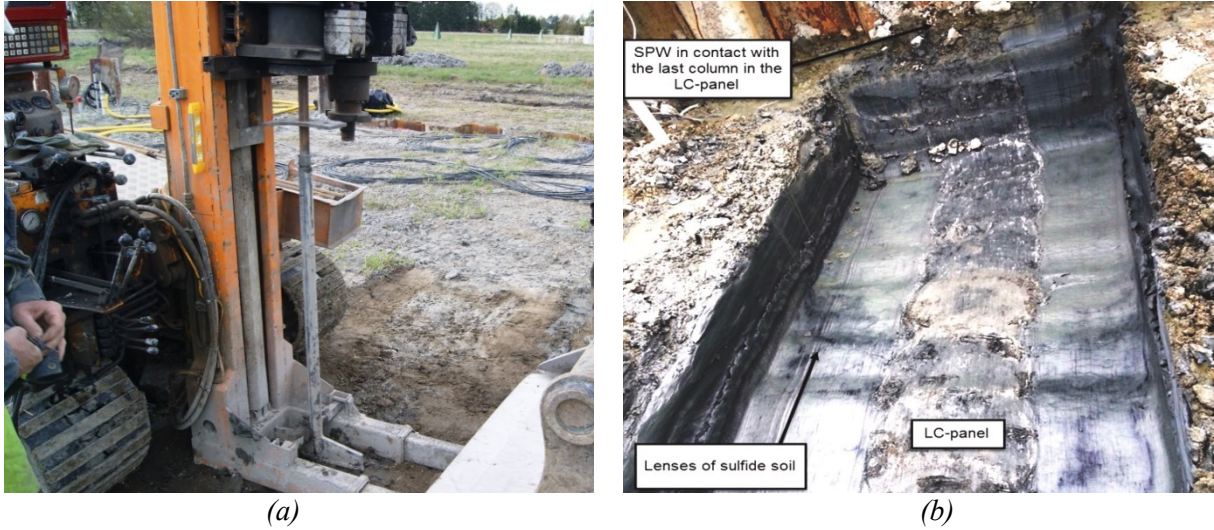 SPW in contact with
the last column in the
LC-panel
LC-panel
Lenses of sulfide soil
(a)
(b)